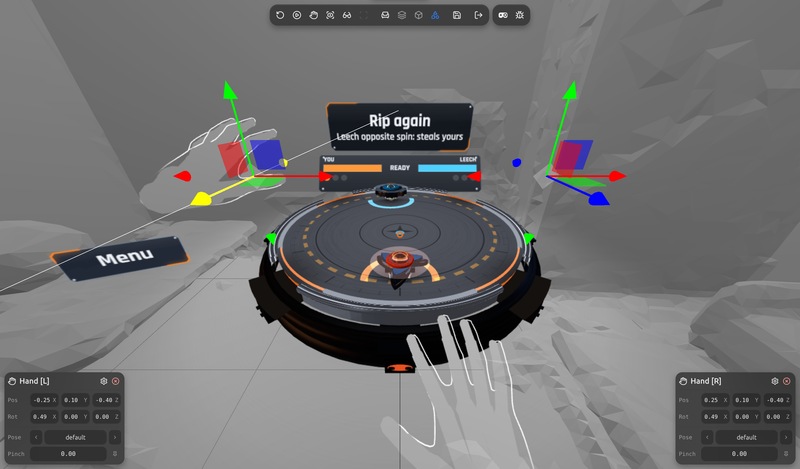 Rip again
Leech opposite spin: steals yours
YOU
READY
LEECH
Menu
Hand [L]
Pos -0.25 X 0.10 Y -0.40 Z
Rot 0.49 X 0.00 Y 0.00 Z
Pose < default >
Pinch 0.00
Hand [R]
Pos 0.25 X 0.10 Y -0.40 Z
Rot 0.49 X 0.00 Y 0.00 Z
Pose < default >
Pinch 0.00